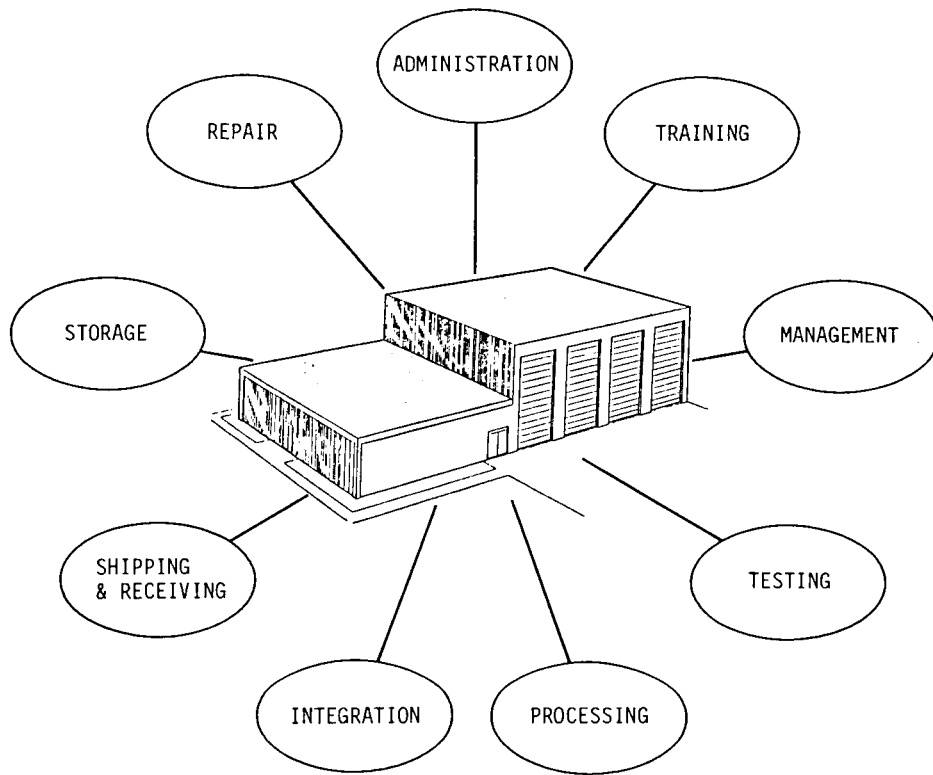 ADMINISTRATION
REPAIR
TRAINING
STORAGE
MANAGEMENT
SHIPPING
& RECEIVING
TESTING
INTEGRATION
PROCESSING